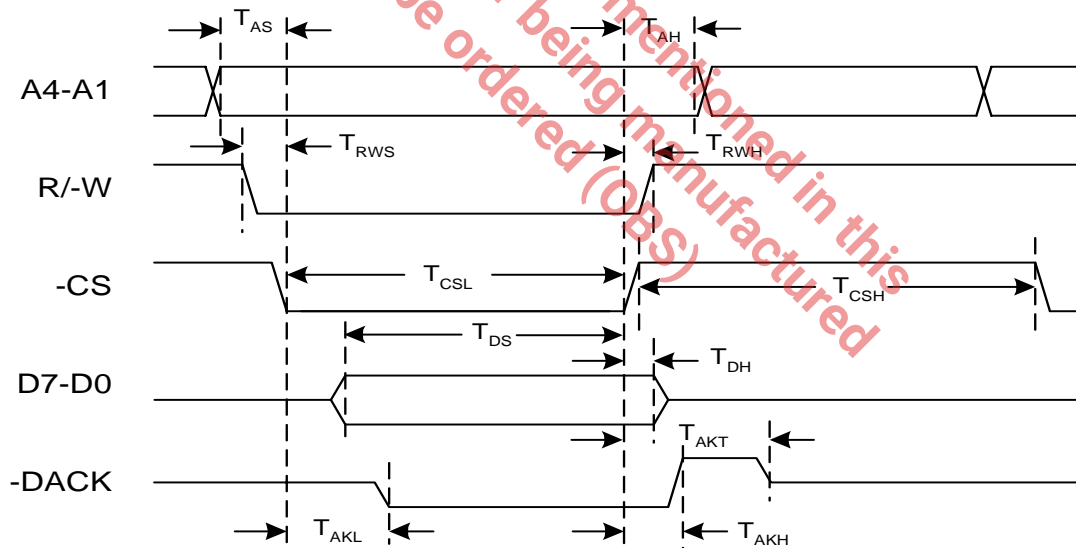 TAS
TAH
A4-A1
TRWS
TRWH
R/-W
-CS
TCSL
TCSH
TDS
TDH
D7-D0
TAKT
-DACK
TAKL
TAKH
mentioned in this
being manufactured
be ordered (OBS)